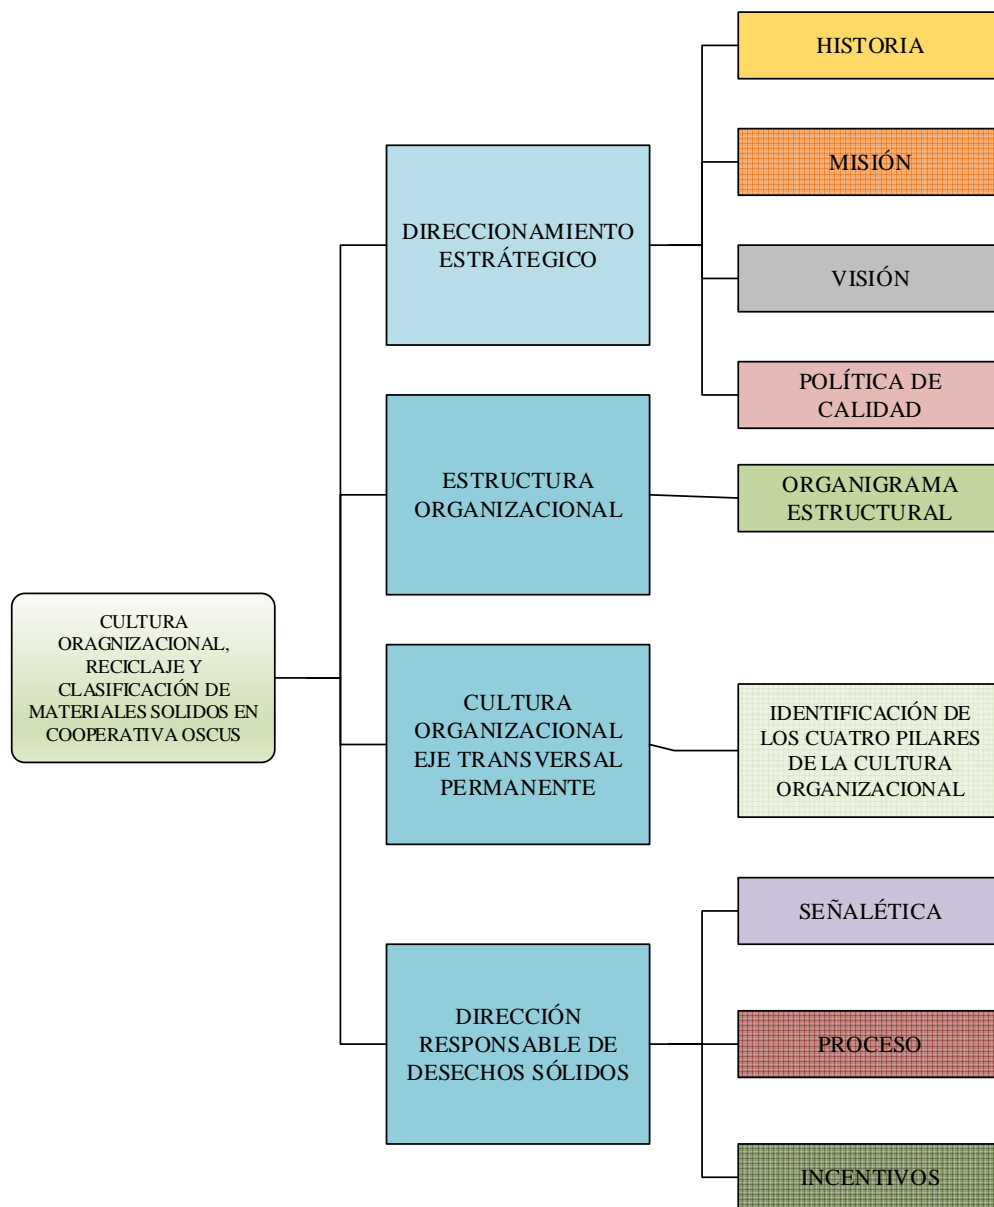 CULTURA
ORAGNIZACIONAL,
RECICLAJE Y
CLASIFICACIÓN DE
MATERIALES SOLIDOS EN
COOPERATIVA OSCUS
DIRECCIONAMIENTO
ESTRÁTEGICO
HISTORIA
MISIÓN
VISIÓN
POLÍTICA DE
CALIDAD
ESTRUCTURA
ORGANIZACIONAL
ORGANIGRAMA
ESTRUCTURAL
CULTURA
ORGANIZACIONAL
EJE TRANSVERSAL
PERMANENTE
IDENTIFICACIÓN DE
LOS CUATRO PILARES
DE LA CULTURA
ORGANIZACIONAL
DIRECCIÓN
RESPONSABLE DE
DESECHOS SÓLIDOS
SEÑALÉTICA
PROCESO
INCENTIVOS